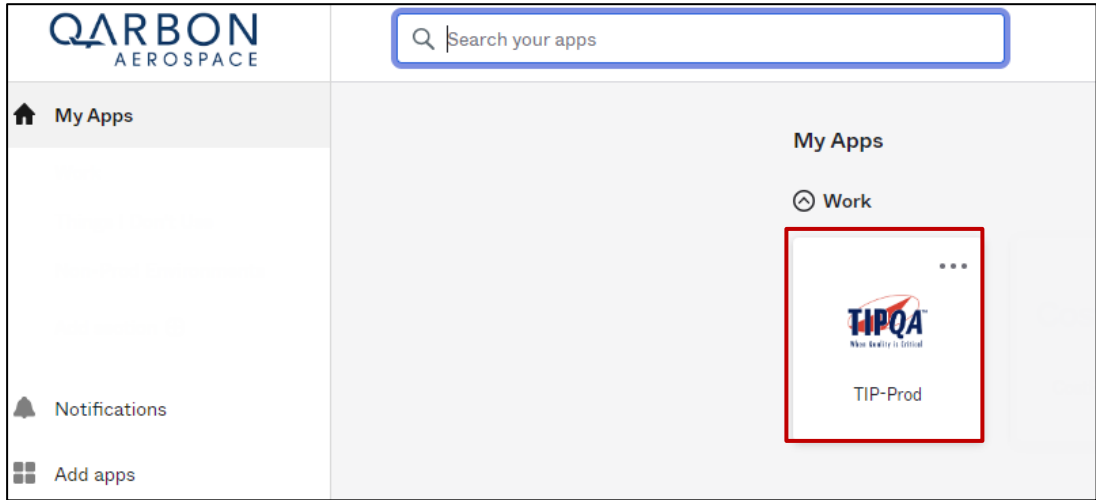 QARBON
AEROSPACE
Search your apps
My Apps
My Apps
Work
TIPQA™
When Quality is Critical
TIP-Prod
Notifications
Add apps